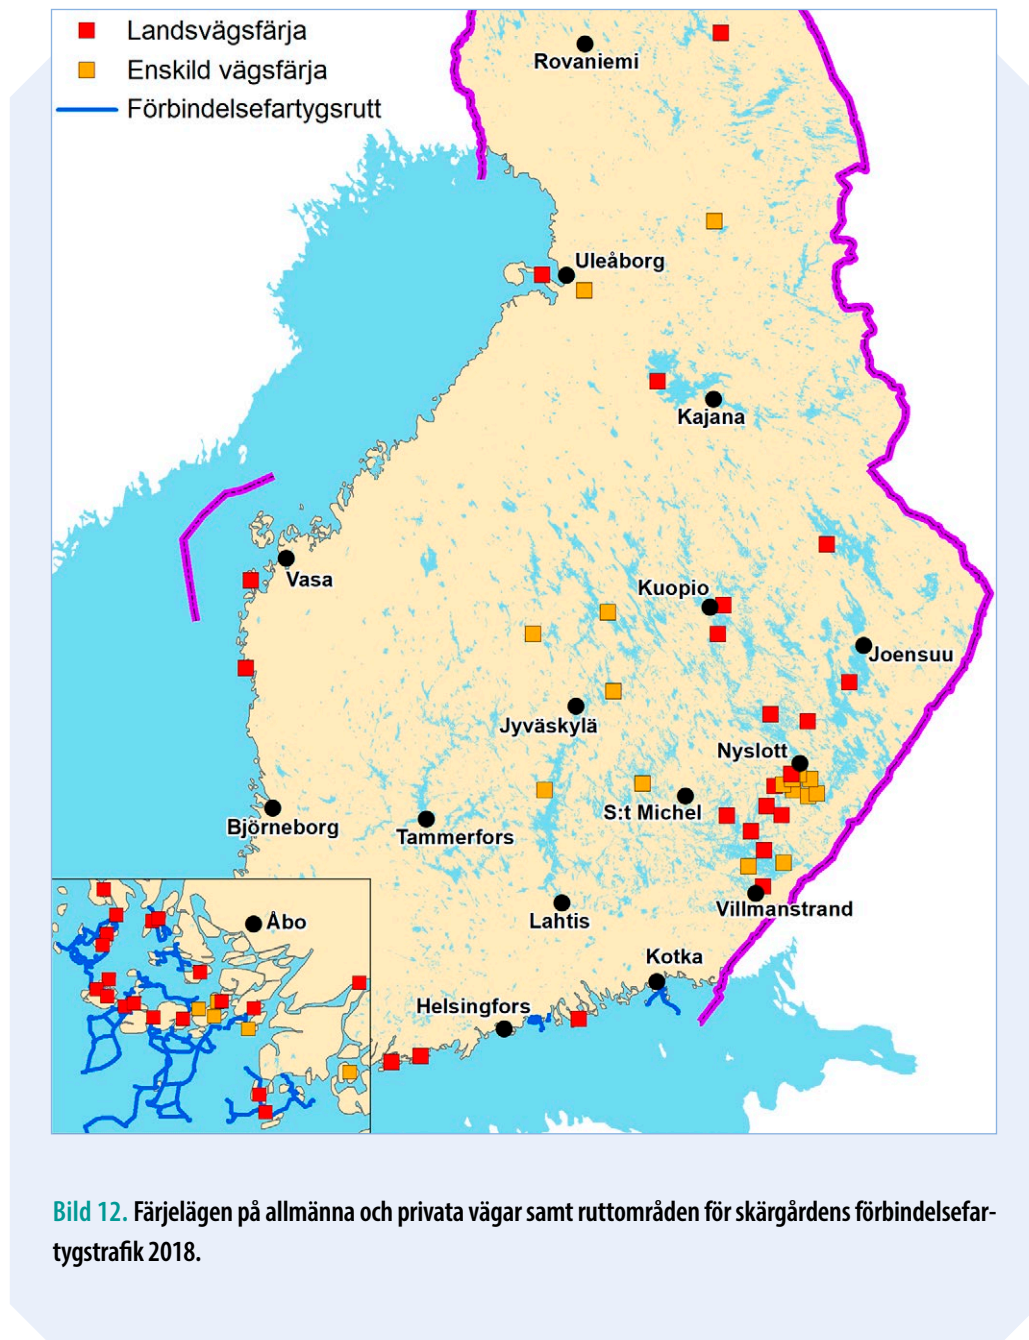 Landsvägsfärja
Enskild vägsfärja
Förbindelsefartygsrutt
Rovaniemi
Uleåborg
Kajana
Vasa
Kuopio
Joensuu
Jyväskylä
Nyslott
S:t Michel
Björneborg
Tammerfors
Lahtis
Villmanstrand
Åbo
Kotka
Helsingfors
Bild 12. Färjelägen på allmänna och privata vägar samt ruttområden för skärgårdens förbindelsefar-
tygstrafik 2018.